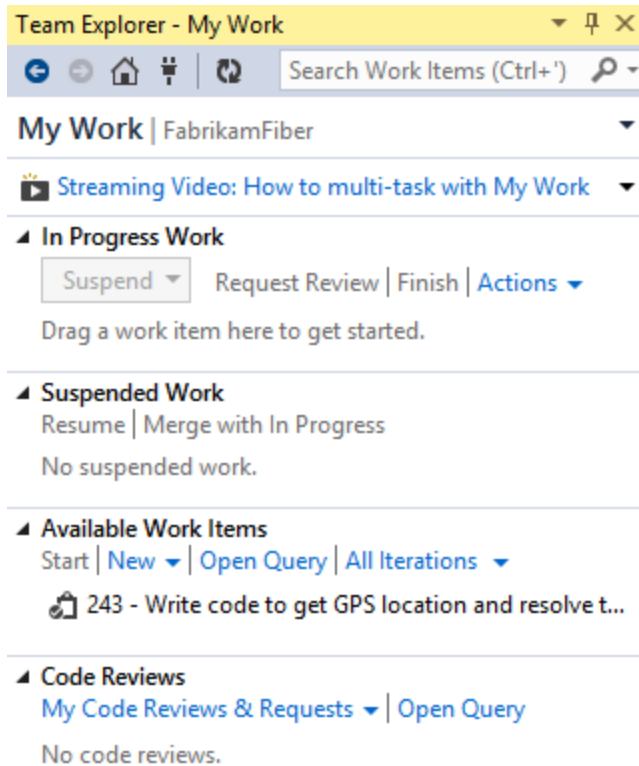 Team Explorer - My Work
Search Work Items (Ctrl+')
My Work | FabrikamFiber
Streaming Video: How to multi-task with My Work
In Progress Work
Suspend Request Review | Finish | Actions
Drag a work item here to get started.
Suspended Work
Resume | Merge with In Progress
No suspended work.
Available Work Items
Start | New | Open Query | All Iterations
243 - Write code to get GPS location and resolve t...
Code Reviews
My Code Reviews & Requests | Open Query
No code reviews.